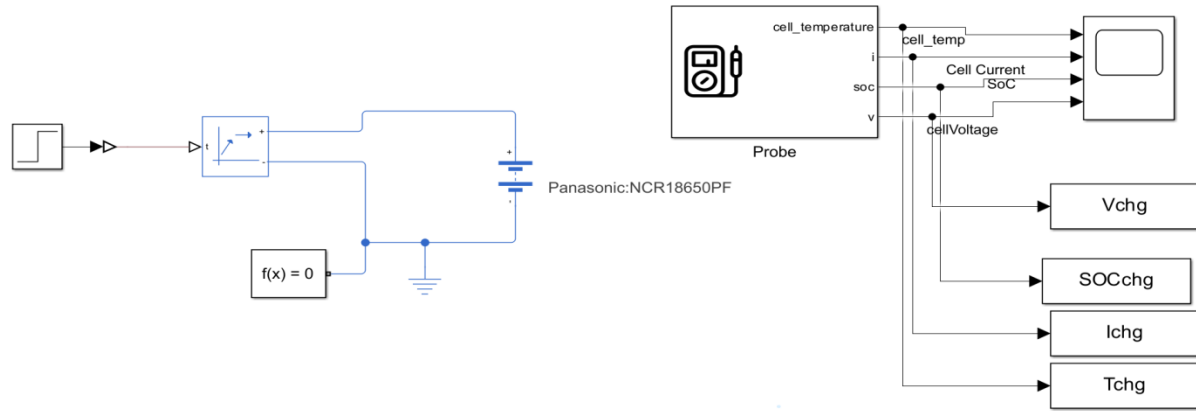 cell_temperature
cell_temp
i
Cell Current
soc
SoC
v
cellVoltage
Probe
t
+
-
+
-
Panasonic:NCR18650PF
f(x) = 0
Vchg
SOCchg
Ichg
Tchg